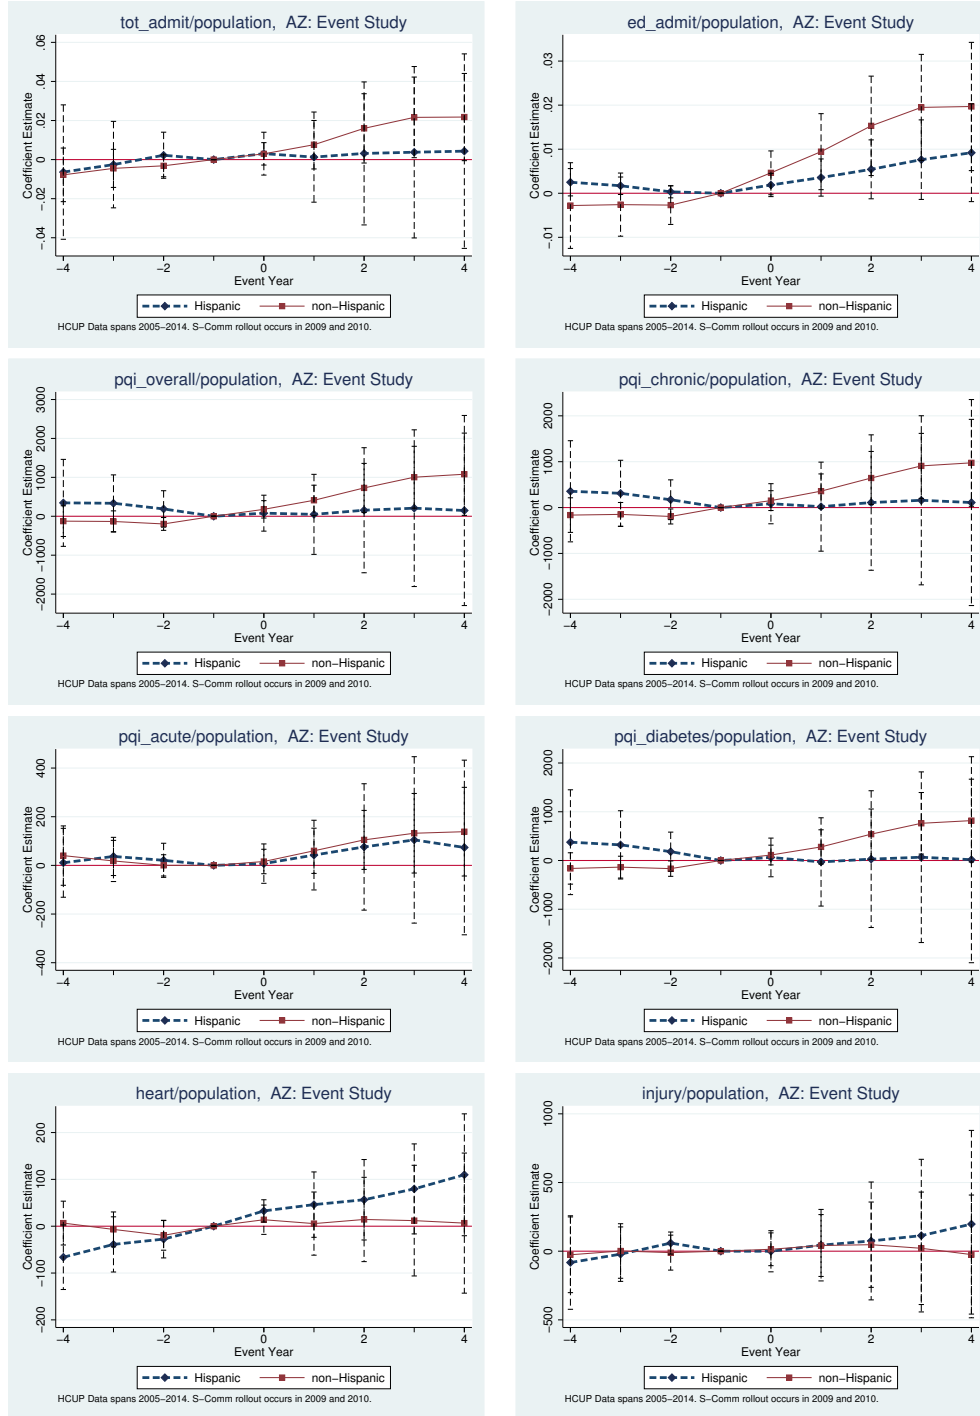 tot_admit/population, AZ: Event Study
Coefficient Estimate
.06
.04
.02
0
−.02
−.04
−4
−2
0
2
4
Event Year
Hispanic
non−Hispanic
HCUP Data spans 2005−2014. S−Comm rollout occurs in 2009 and 2010.
ed_admit/population, AZ: Event Study
Coefficient Estimate
.03
.02
.01
0
−.01
−4
−2
0
2
4
Event Year
Hispanic
non−Hispanic
HCUP Data spans 2005−2014. S−Comm rollout occurs in 2009 and 2010.
pqi_overall/population, AZ: Event Study
Coefficient Estimate
3000
2000
1000
0
−1000
−2000
−4
−2
0
2
4
Event Year
Hispanic
non−Hispanic
HCUP Data spans 2005−2014. S−Comm rollout occurs in 2009 and 2010.
pqi_chronic/population, AZ: Event Study
Coefficient Estimate
2000
1000
0
−1000
−2000
−4
−2
0
2
4
Event Year
Hispanic
non−Hispanic
HCUP Data spans 2005−2014. S−Comm rollout occurs in 2009 and 2010.
pqi_acute/population, AZ: Event Study
Coefficient Estimate
400
200
0
−200
−400
−4
−2
0
2
4
Event Year
Hispanic
non−Hispanic
HCUP Data spans 2005−2014. S−Comm rollout occurs in 2009 and 2010.
pqi_diabetes/population, AZ: Event Study
Coefficient Estimate
2000
1000
0
−1000
−2000
−4
−2
0
2
4
Event Year
Hispanic
non−Hispanic
HCUP Data spans 2005−2014. S−Comm rollout occurs in 2009 and 2010.
heart/population, AZ: Event Study
Coefficient Estimate
200
100
0
−100
−200
−4
−2
0
2
4
Event Year
Hispanic
non−Hispanic
HCUP Data spans 2005−2014. S−Comm rollout occurs in 2009 and 2010.
injury/population, AZ: Event Study
Coefficient Estimate
1000
500
0
−500
−4
−2
0
2
4
Event Year
Hispanic
non−Hispanic
HCUP Data spans 2005−2014. S−Comm rollout occurs in 2009 and 2010.